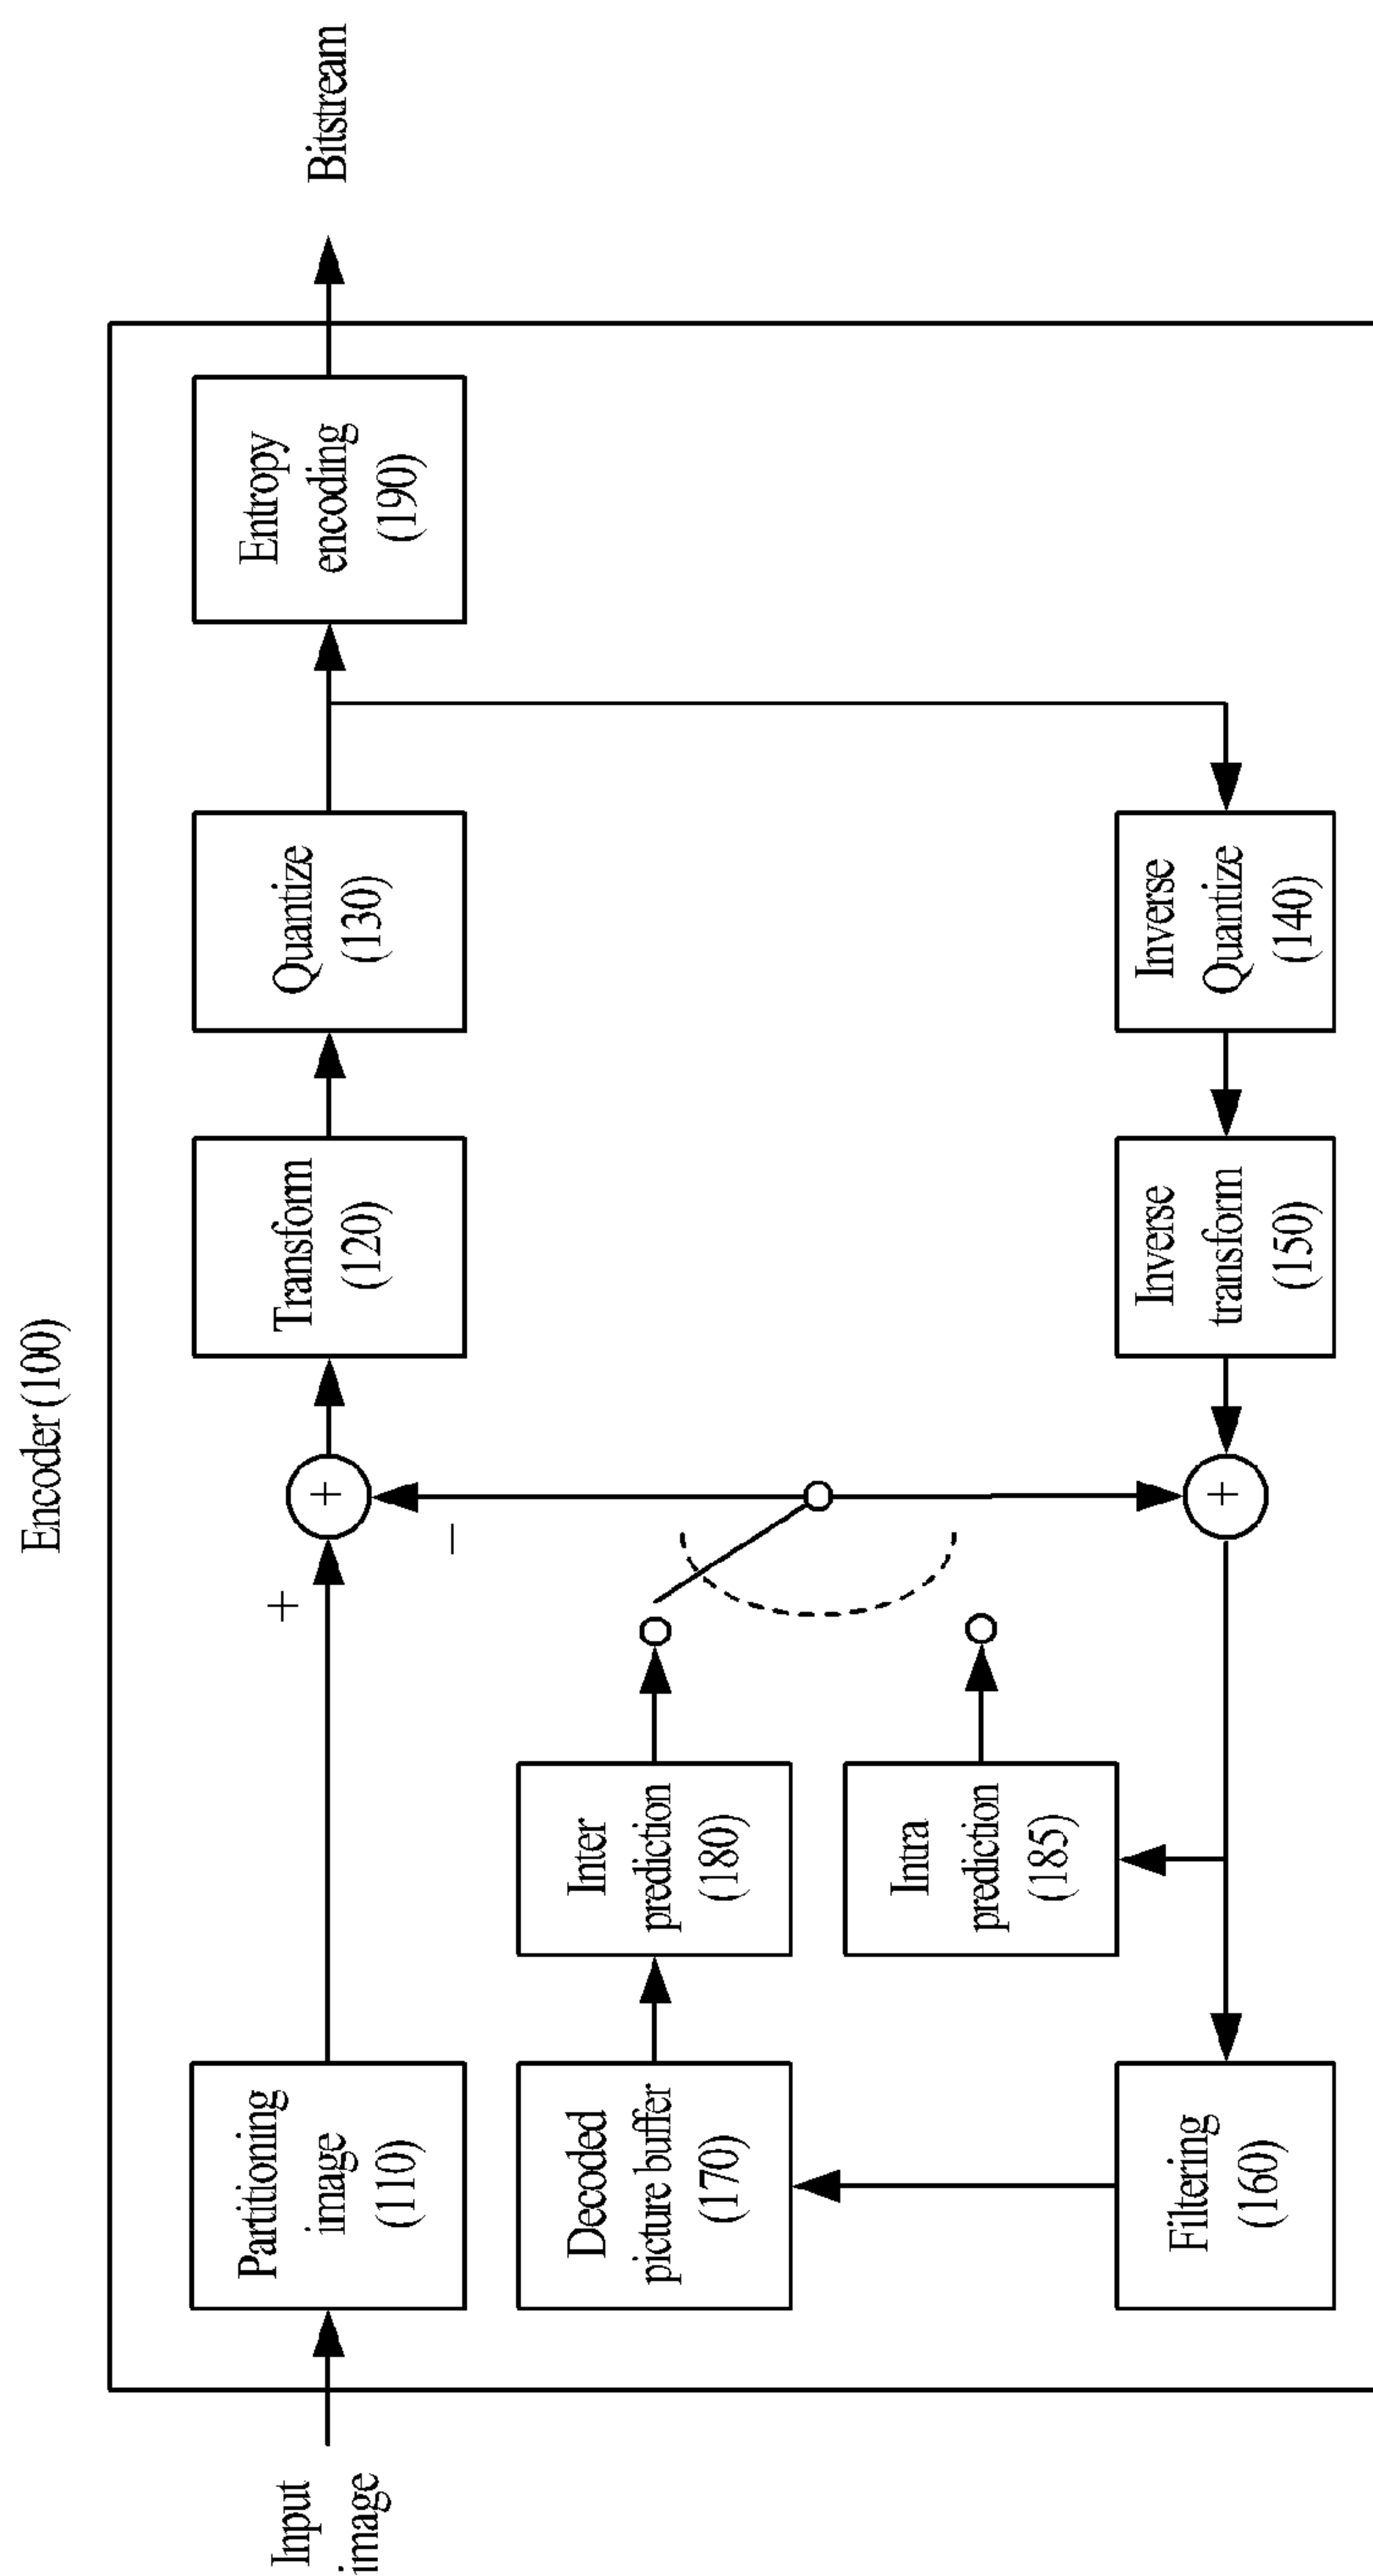 Encoder (100)
Input
image
Partitioning
image
(110)
+
−
+
Transform
(120)
Quantize
(130)
Entropy
encoding
(190)
Bitstream
Decoded
picture buffer
(170)
Inter
prediction
(180)
Intra
prediction
(185)
Filtering
(160)
+
Inverse
transform
(150)
Inverse
Quantize
(140)